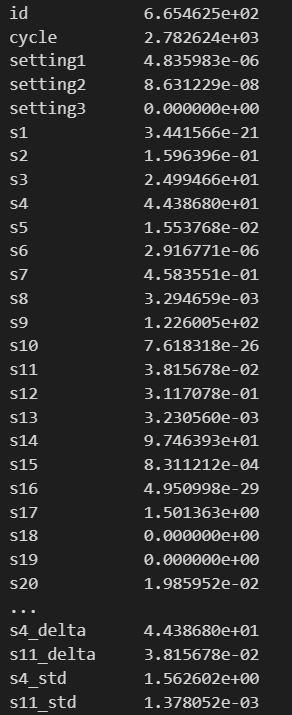 id 6.654625e+02
cycle 2.782624e+03
setting1 4.835983e-06
setting2 8.631229e-08
setting3 0.000000e+00
s1 3.441566e-21
s2 1.596396e-01
s3 2.499466e+01
s4 4.438680e+01
s5 1.553768e-02
s6 2.916771e-06
s7 4.583551e-01
s8 3.294659e-03
s9 1.226005e+02
s10 7.618318e-26
s11 3.815678e-02
s12 3.117078e-01
s13 3.230560e-03
s14 9.746393e+01
s15 8.311212e-04
s16 4.950998e-29
s17 1.501363e+00
s18 0.000000e+00
s19 0.000000e+00
s20 1.985952e-02
...
s4_delta 4.438680e+01
s11_delta 3.815678e-02
s4_std 1.562602e+00
s11_std 1.378052e-03